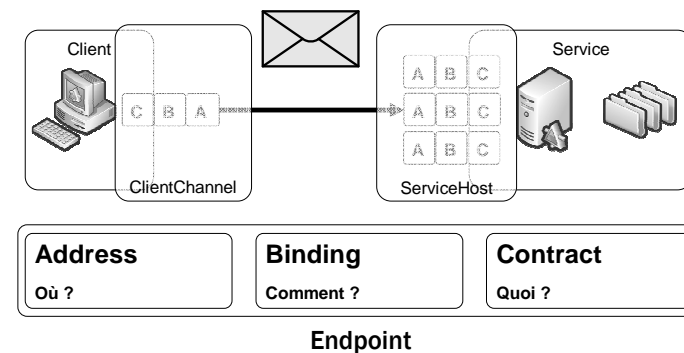 Client
Service
A B C
C B A
A B C
A B C
ClientChannel
ServiceHost
Address
Binding
Contract
Où ?
Comment ?
Quoi ?
Endpoint